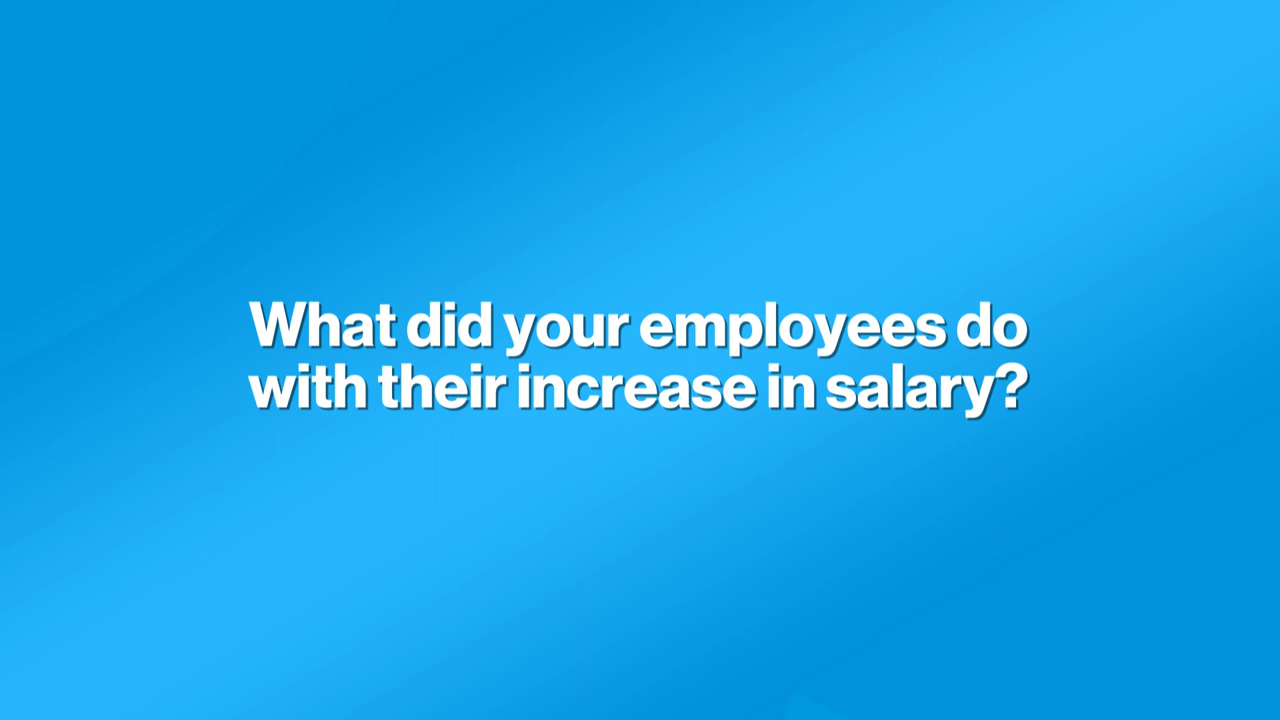 What did your employees do
with their increase in salary?